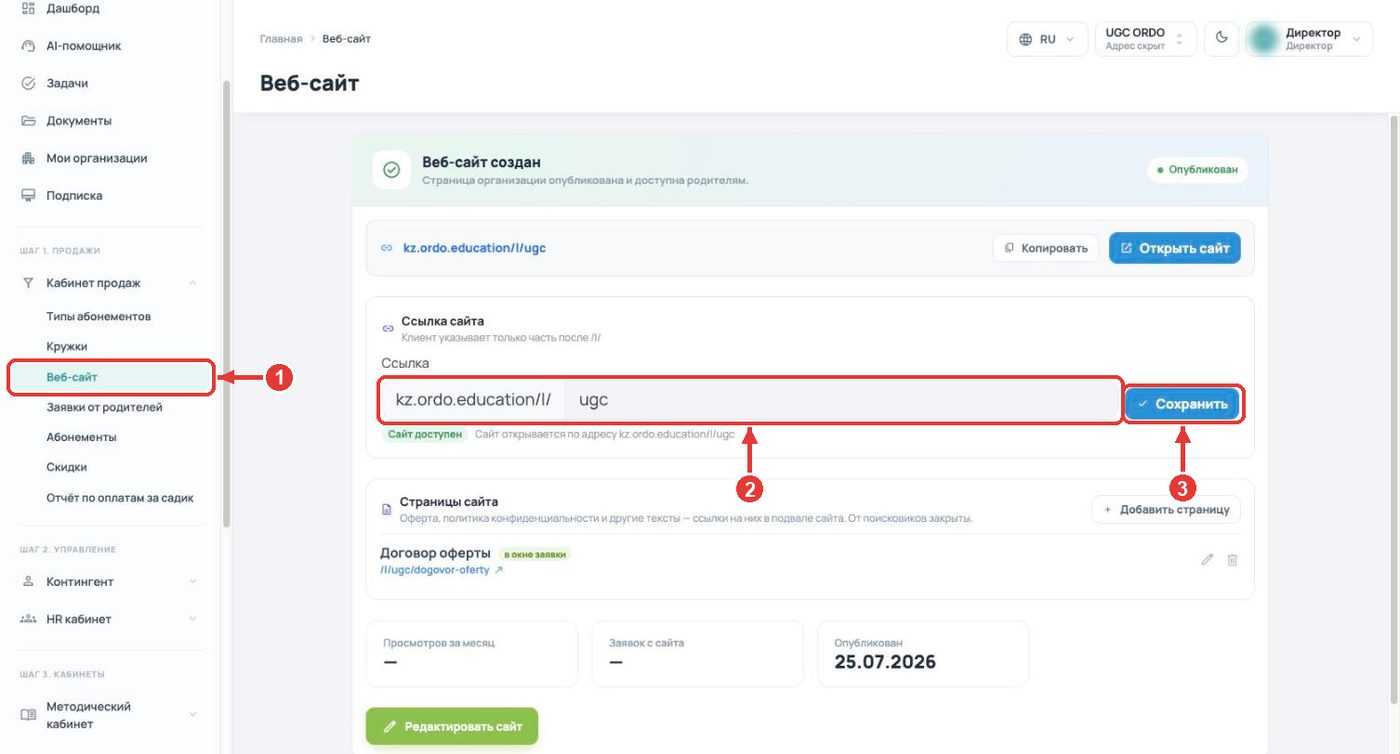 Дашборд
AI-помощник
Задачи
Документы
Мои организации
Подписка
ШАГ 1. ПРОДАЖИ
Кабинет продаж
Типы абонементов
Кружки
Веб-сайт
Заявки от родителей
Абонементы
Скидки
Отчёт по оплатам за садик
ШАГ 2. УПРАВЛЕНИЕ
Контингент
HR кабинет
ШАГ 3. КАБИНЕТЫ
Методический
кабинет
1
Главная > Веб-сайт
RU
UGC ORDO
Адрес скрыт
Директор
Директор
Веб-сайт
Веб-сайт создан
Страница организации опубликована и доступна родителям.
Опубликован
kz.ordo.education/l/ugc
Копировать
Открыть сайт
Ссылка сайта
Клиент указывает только часть после /l/
Ссылка
kz.ordo.education/l/ ugc
Сохранить
Сайт доступен Сайт открывается по адресу kz.ordo.education/l/ugc
2
3
Страницы сайта
Оферта, политика конфиденциальности и другие тексты — ссылки на них в подвале сайта. От поисковиков закрыты.
+ Добавить страницу
Договор оферты в окне заявки
/l/ugc/dogovor-oferty ↗
Просмотров за месяц
—
Заявок с сайта
—
Опубликован
25.07.2026
Редактировать сайт